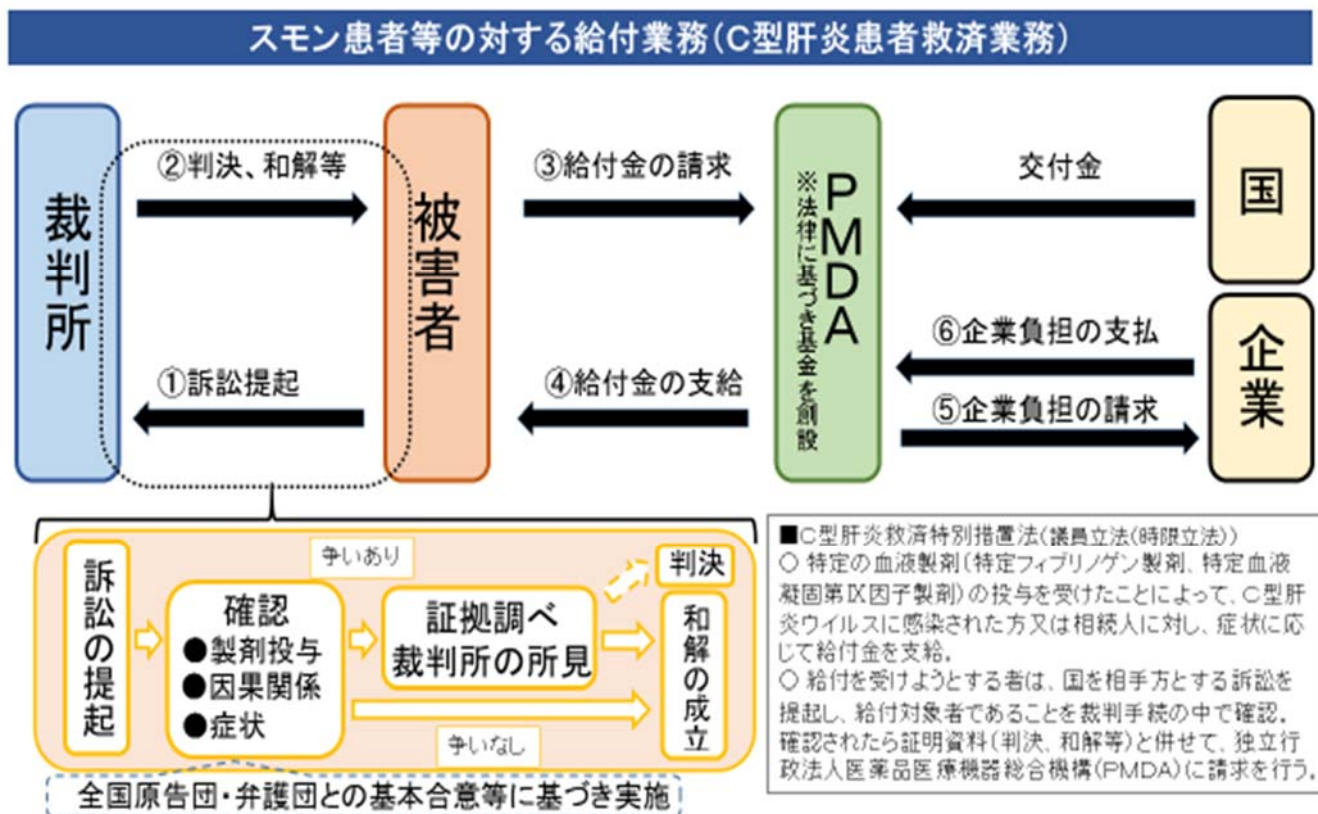 スモン患者等の対する給付業務(C型肝炎患者救済業務)
裁判所
②判決、和解等
①訴訟提起
被害者
③給付金の請求
④給付金の支給
PMDA
※法律に基づき基金を創設
交付金
⑥企業負担の支払
⑤企業負担の請求
国
企業
訴訟の提起
確認
●製剤投与
●因果関係
●症状
争いあり
証拠調べ
裁判所の所見
争いなし
判決
和解の成立
全国原告団・弁護団との基本合意等に基づき実施
■C型肝炎救済特別措置法(議員立法(時限立法))
○ 特定の血液製剤(特定フィブリノゲン製剤、特定血液
凝固第Ⅸ因子製剤)の投与を受けたことによって、C型肝
炎ウイルスに感染された方又は相続人に対し、症状に応
じて給付金を支給。
○ 給付を受けようとする者は、国を相手方とする訴訟を
提起し、給付対象者であることを裁判手続の中で確認。
確認されたら証明資料(判決、和解等)と併せて、独立行
政法人医薬品医療機器総合機構(PMDA)に請求を行う。